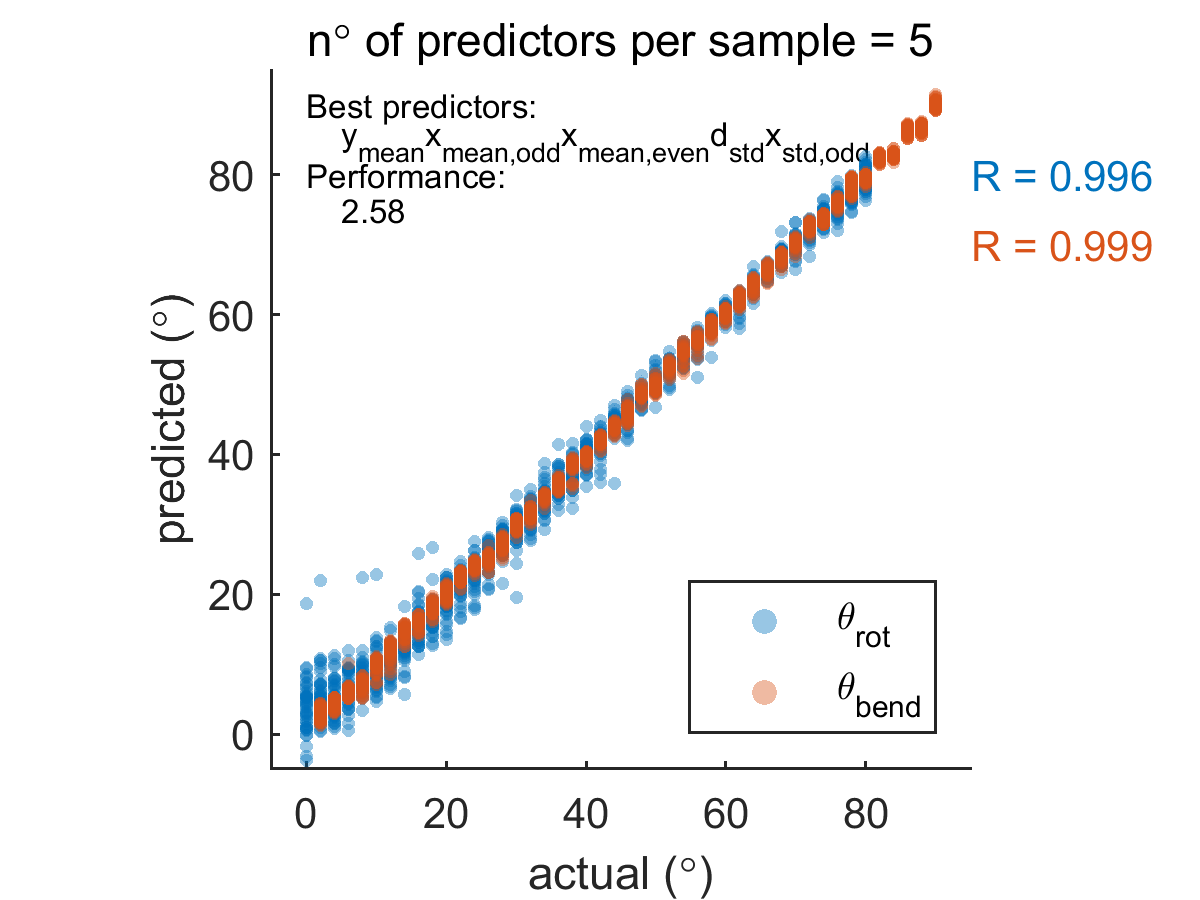 n° of predictors per sample = 5
Best predictors:
y_mean x_mean,odd x_mean,even d_std x_std,odd
Performance:
2.58
R = 0.996
R = 0.999
predicted (°)
80
60
40
20
0
θ_rot
θ_bend
0 20 40 60 80
actual (°)